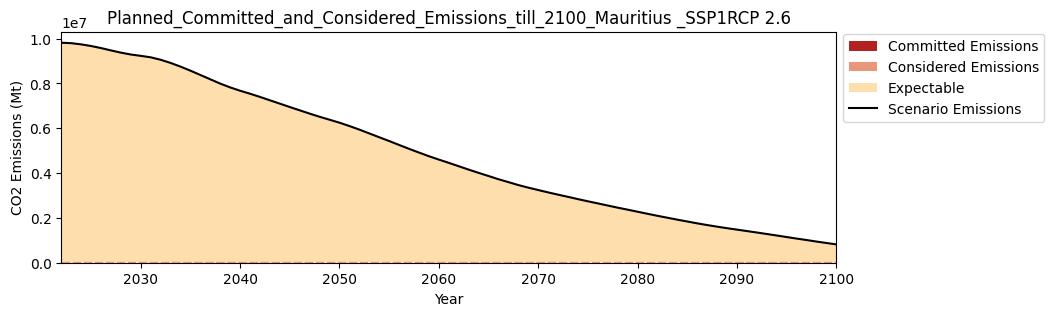 Planned_Committed_and_Considered_Emissions_till_2100_Mauritius _SSP1RCP 2.6
1e7
1.0
0.8
0.6
0.4
0.2
0.0
CO2 Emissions (Mt)
2030 2040 2050 2060 2070 2080 2090 2100
Year
Committed Emissions
Considered Emissions
Expectable
Scenario Emissions